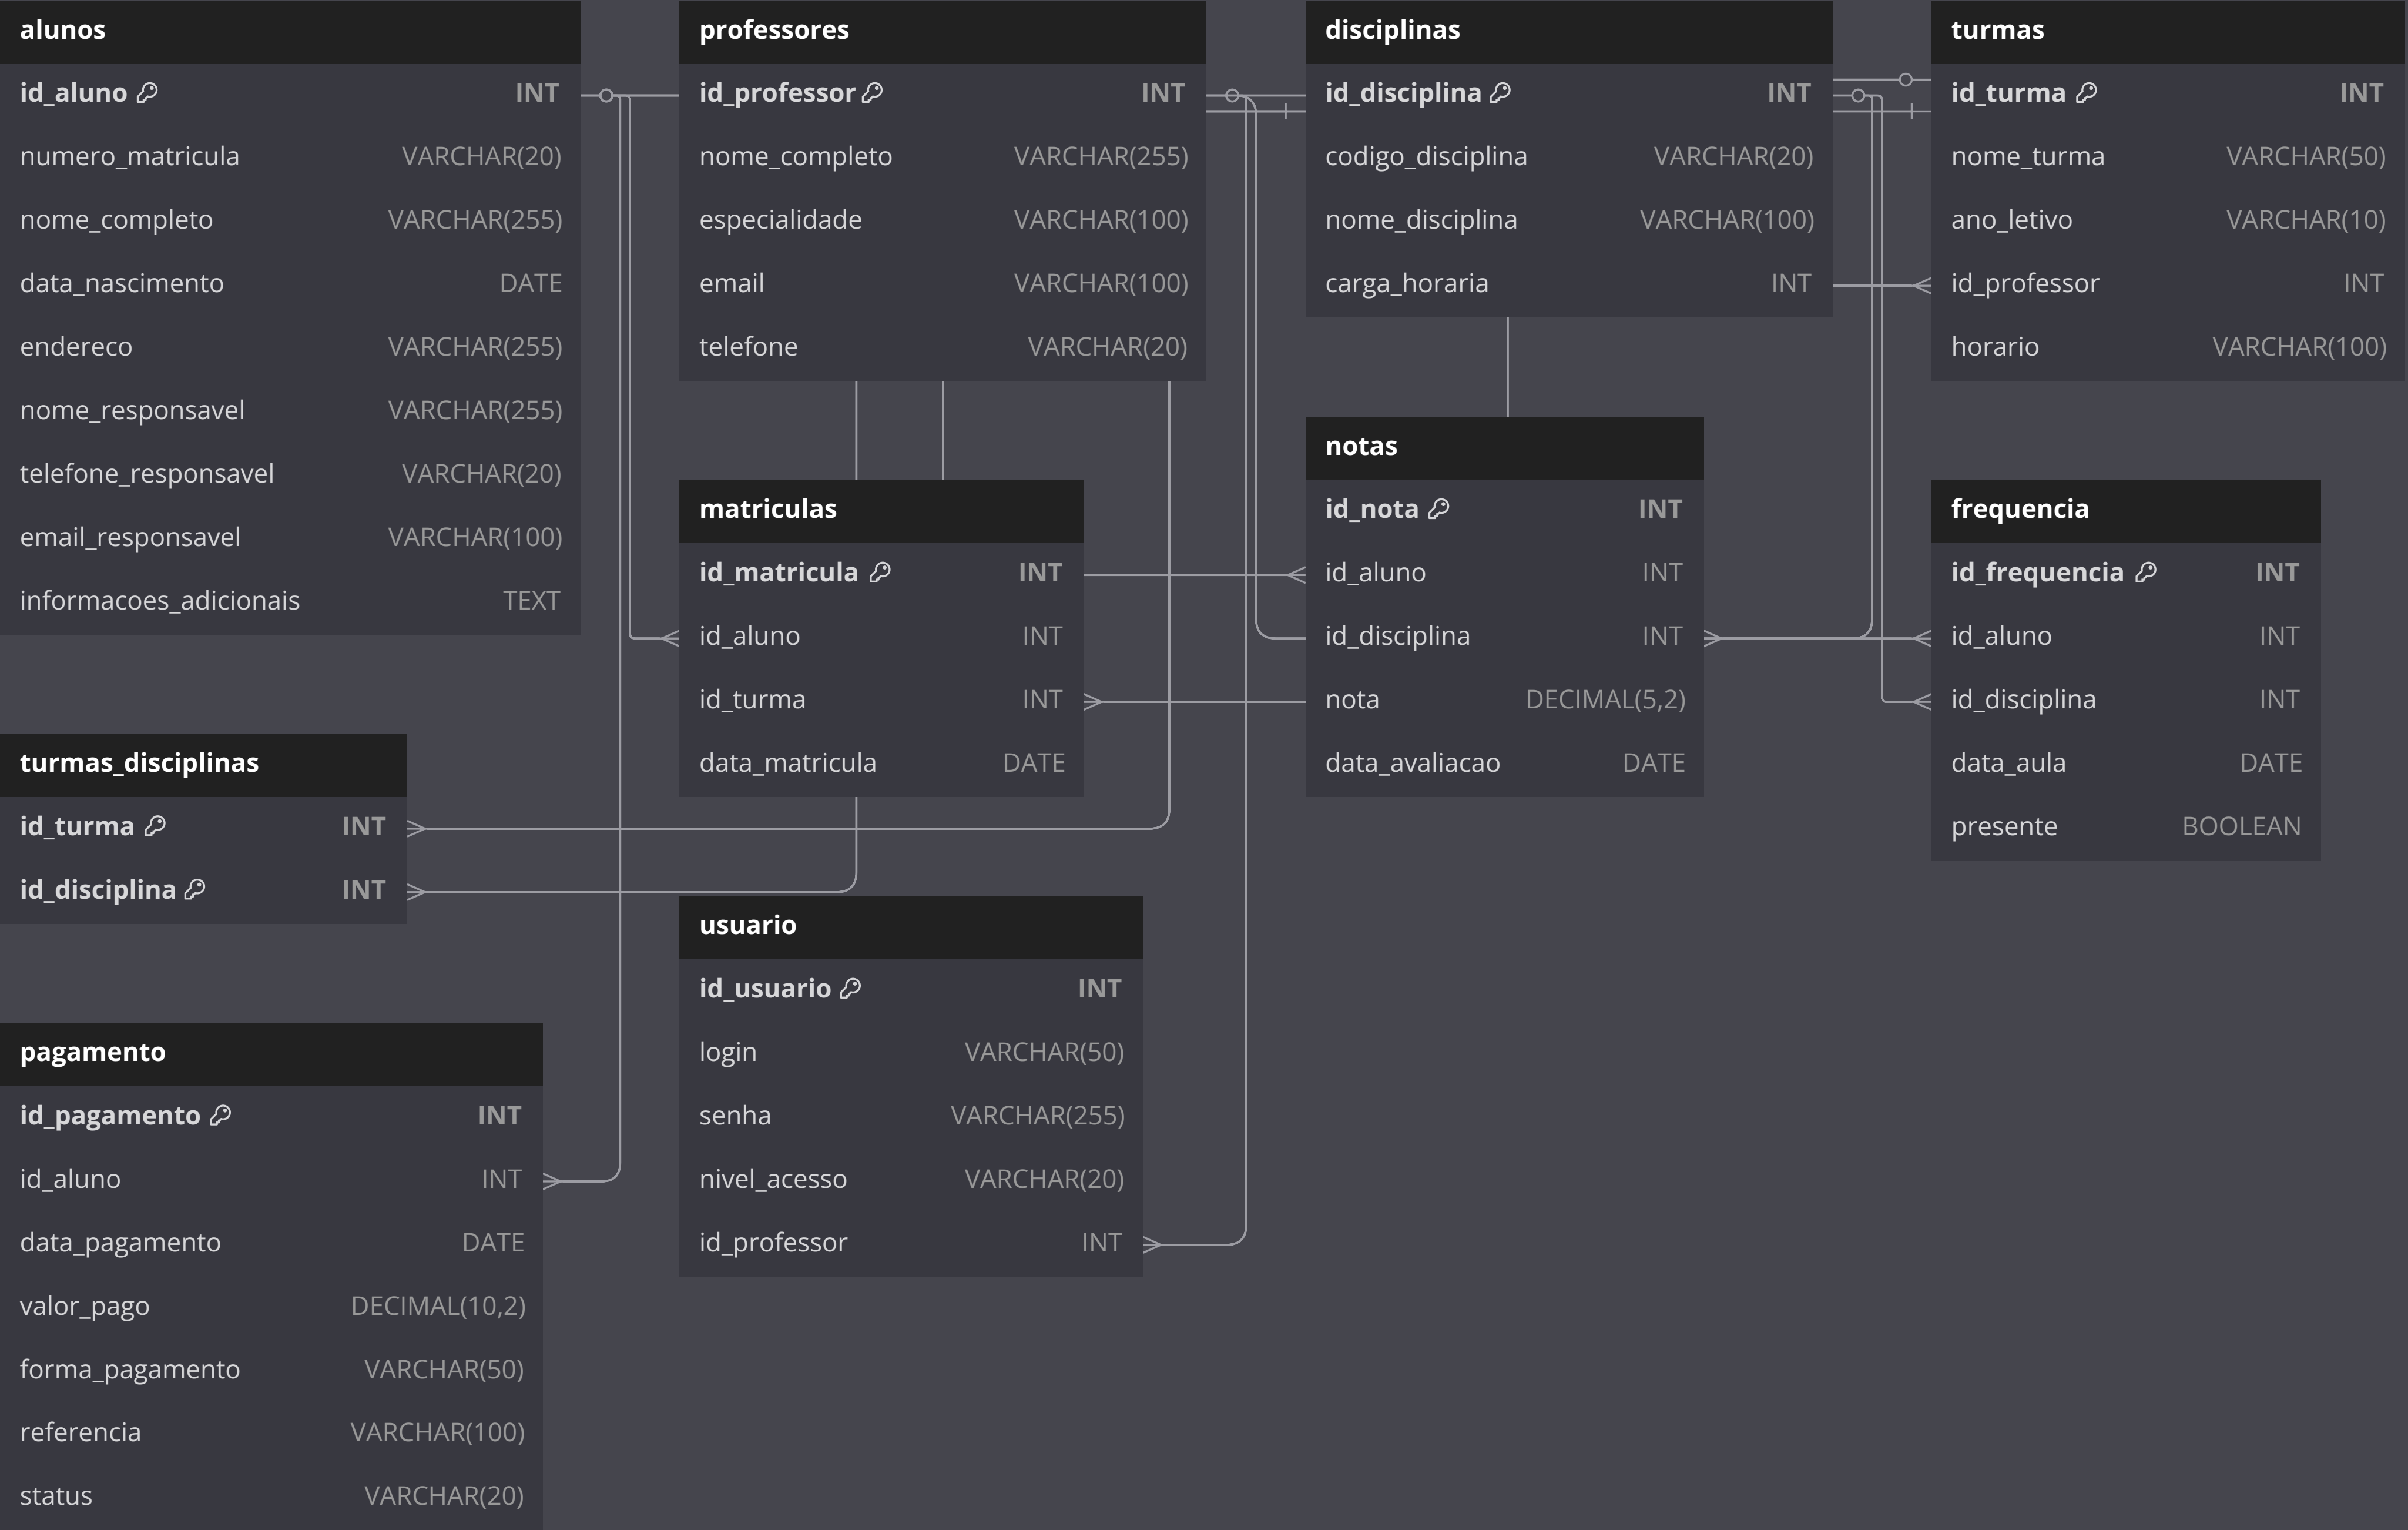 alunos
id_aluno INT
numero_matricula VARCHAR(20)
nome_completo VARCHAR(255)
data_nascimento DATE
endereco VARCHAR(255)
nome_responsavel VARCHAR(255)
telefone_responsavel VARCHAR(20)
email_responsavel VARCHAR(100)
informacoes_adicionais TEXT
professores
id_professor INT
nome_completo VARCHAR(255)
especialidade VARCHAR(100)
email VARCHAR(100)
telefone VARCHAR(20)
disciplinas
id_disciplina INT
codigo_disciplina VARCHAR(20)
nome_disciplina VARCHAR(100)
carga_horaria INT
turmas
id_turma INT
nome_turma VARCHAR(50)
ano_letivo VARCHAR(10)
id_professor INT
horario VARCHAR(100)
matriculas
id_matricula INT
id_aluno INT
id_turma INT
data_matricula DATE
notas
id_nota INT
id_aluno INT
id_disciplina INT
nota DECIMAL(5,2)
data_avaliacao DATE
frequencia
id_frequencia INT
id_aluno INT
id_disciplina INT
data_aula DATE
presente BOOLEAN
turmas_disciplinas
id_turma INT
id_disciplina INT
usuario
id_usuario INT
login VARCHAR(50)
senha VARCHAR(255)
nivel_acesso VARCHAR(20)
id_professor INT
pagamento
id_pagamento INT
id_aluno INT
data_pagamento DATE
valor_pago DECIMAL(10,2)
forma_pagamento VARCHAR(50)
referencia VARCHAR(100)
status VARCHAR(20)